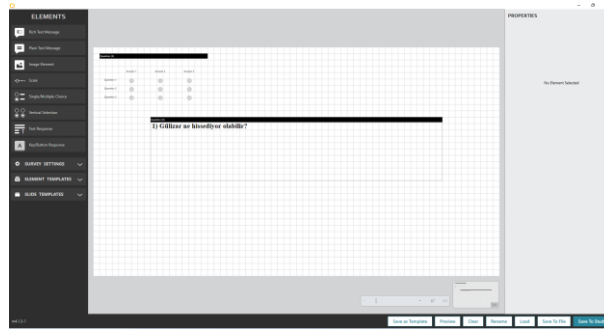 ELEMENTS
Rich Text Message
Plain Text Message
Image Element
Scale
Single/Multiple Choice
Vertical Selection
Text Response
Key/Button Response
SURVEY SETTINGS
ELEMENT TEMPLATES
SLIDE TEMPLATES
1) Gülizar ne hissediyor olabilir?
PROPERTIES
No Element Selected
Save as Template
Preview
Clear
Rename
Load
Save To File